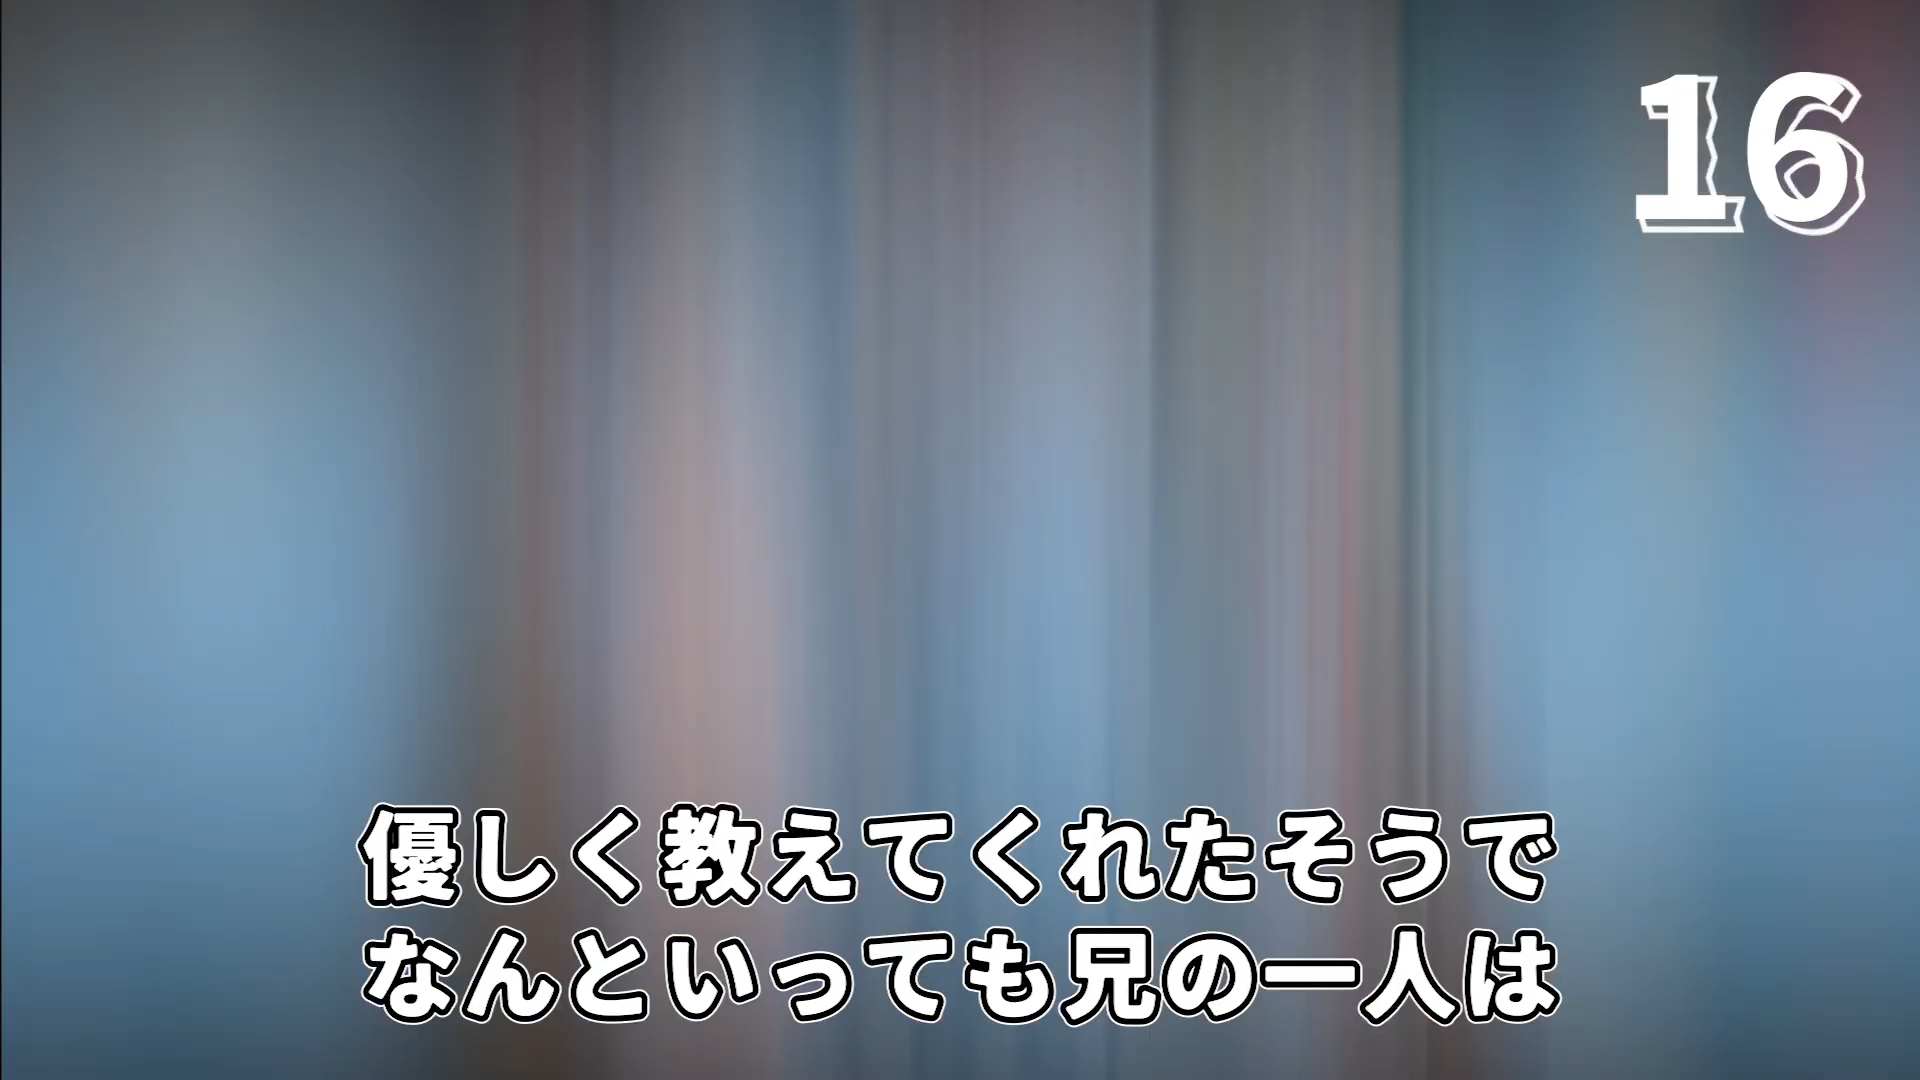 16
優しく教えてくれたそうで
なんといっても兄の一人は